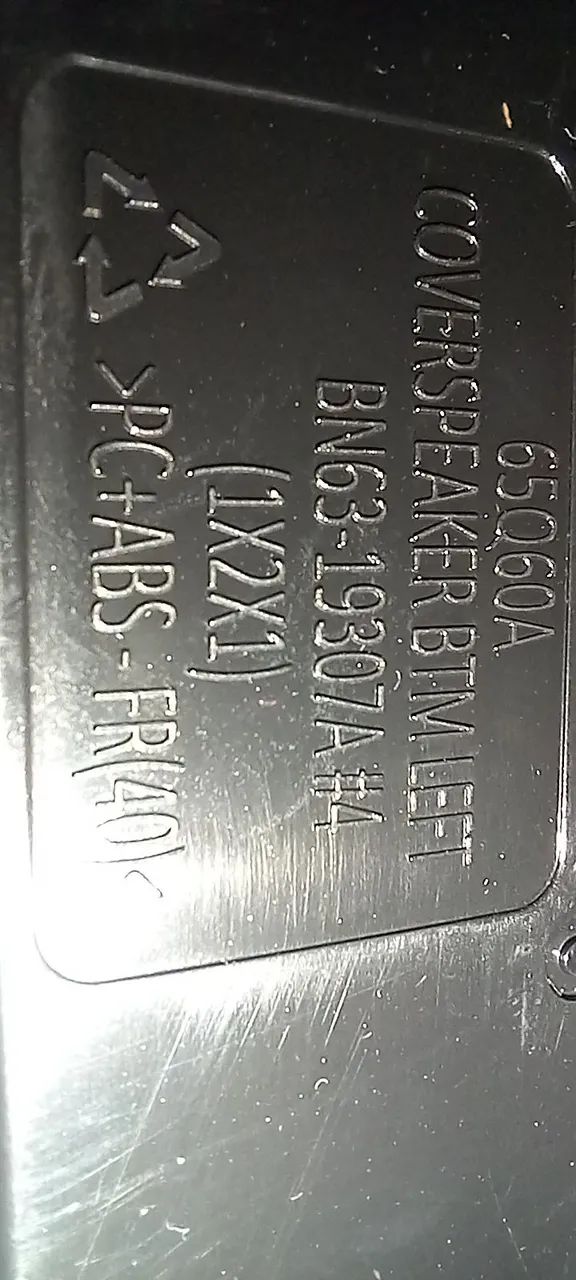 65Q60A
COVERSPEAKER BTM LEFT
BN63-19307A #4
(1X2X1)
>PC+ABS-FR(40)<